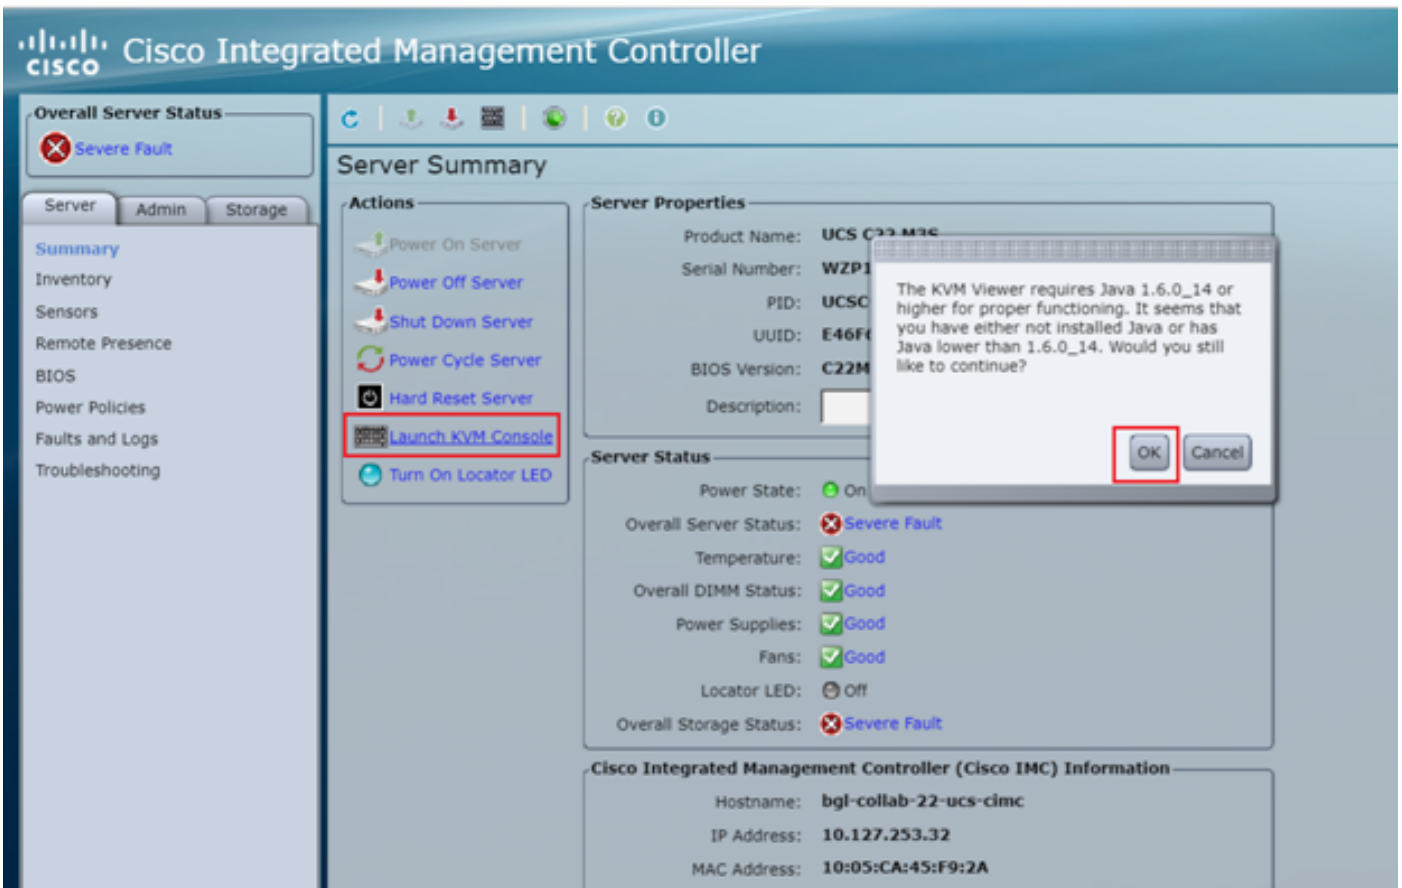 cisco Cisco Integrated Management Controller
Overall Server Status
Severe Fault
Server Admin Storage
Summary
Inventory
Sensors
Remote Presence
BIOS
Power Policies
Faults and Logs
Troubleshooting
Server Summary
Actions
Power On Server
Power Off Server
Shut Down Server
Power Cycle Server
Hard Reset Server
Launch KVM Console
Turn On Locator LED
Server Properties
Product Name: UCS C22 M3S
Serial Number: WZP1
PID: UCSC
UUID: E46F
BIOS Version: C22M
Description:
The KVM Viewer requires Java 1.6.0_14 or
higher for proper functioning. It seems that
you have either not installed Java or has
Java lower than 1.6.0_14. Would you still
like to continue?
OK Cancel
Server Status
Power State: On
Overall Server Status: Severe Fault
Temperature: Good
Overall DIMM Status: Good
Power Supplies: Good
Fans: Good
Locator LED: Off
Overall Storage Status: Severe Fault
Cisco Integrated Management Controller (Cisco IMC) Information
Hostname: bgl-collab-22-ucs-cimc
IP Address: 10.127.253.32
MAC Address: 10:05:CA:45:F9:2A